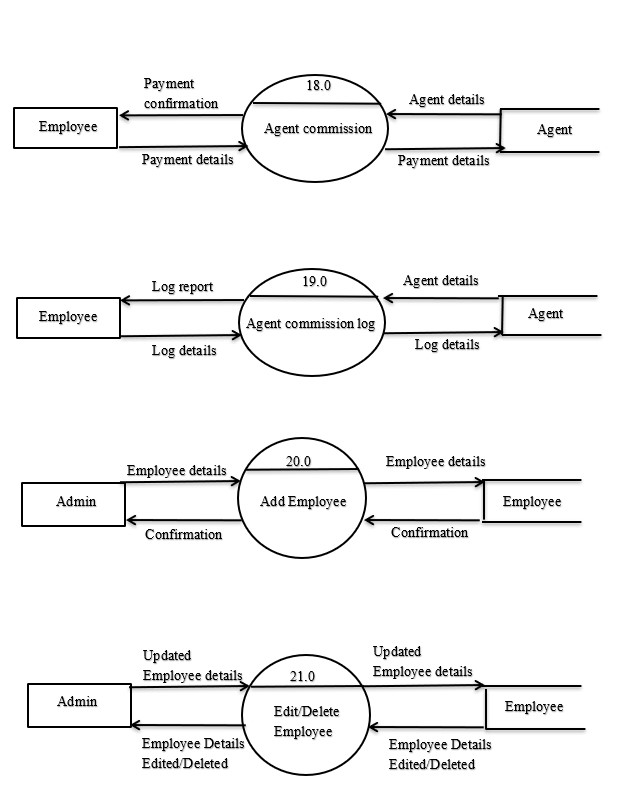 Payment
confirmation
18.0
Agent details
Employee
Agent commission
Agent
Payment details
Payment details
Log report
19.0
Agent details
Employee
Agent commission log
Agent
Log details
Log details
Employee details
20.0
Employee details
Admin
Add Employee
Employee
Confirmation
Confirmation
Updated
Employee details
21.0
Updated
Employee details
Admin
Edit/Delete
Employee
Employee
Employee Details
Edited/Deleted
Employee Details
Edited/Deleted